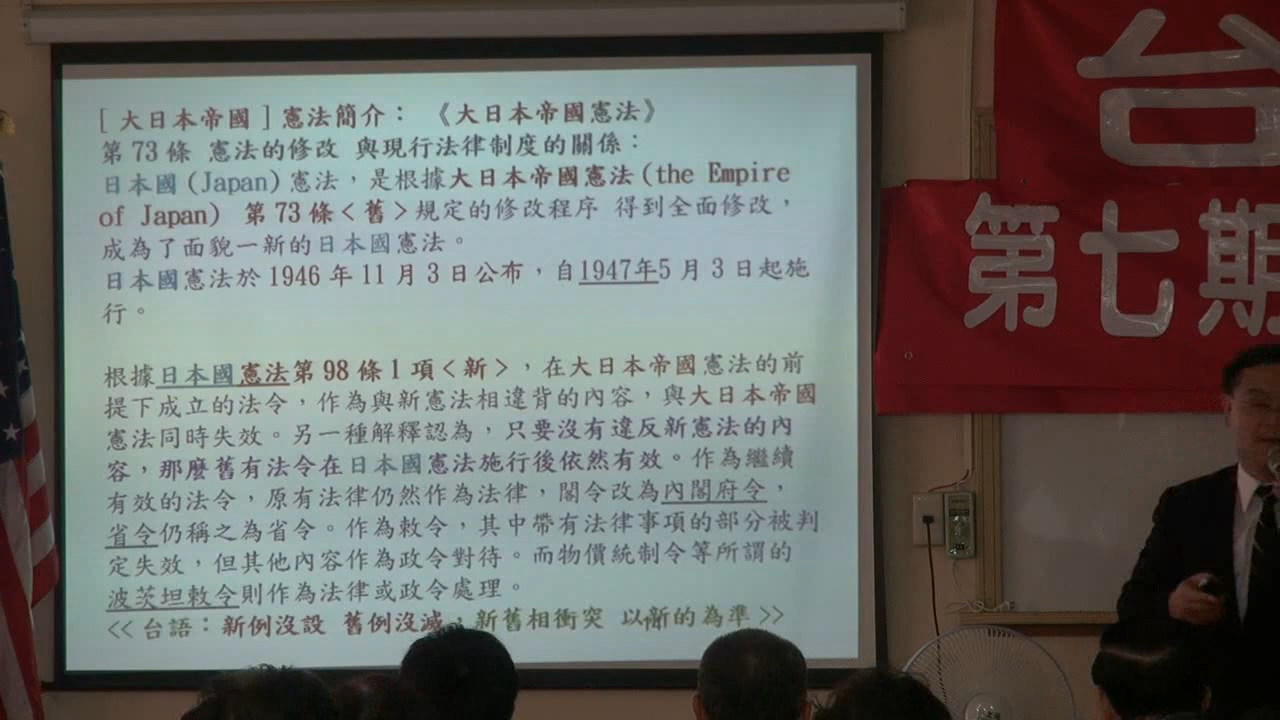 [ 大日本帝國 ] 憲法簡介： 《大日本帝國憲法》
第 73 條 憲法的修改 與現行法律制度的關係：
日本國 (Japan) 憲法，是根據大日本帝國憲法 (the Empire
of Japan) 第 73 條＜舊＞規定的修改程序 得到全面修改，
成為了面貌一新的日本國憲法。
日本國憲法於 1946 年 11 月 3 日公布，自1947年5 月 3 日起施
行。
根據日本國憲法第 98 條 1 項＜新＞，在大日本帝國憲法的前
提下成立的法令，作為與新憲法相違背的內容，與大日本帝國
憲法同時失效。另一種解釋認為，只要沒有違反新憲法的內
容，那麼舊有法令在日本國憲法施行後依然有效。作為繼續
有效的法令，原有法律仍然作為法律，閣令改為內閣府令，
省令仍稱之為省令。作為敕令，其中帶有法律事項的部分被判
定失效，但其他內容作為政令對待。而物價統制令等所謂的
波茨坦敕令則作為法律或政令處理。
<< 台語：新例沒設 舊例沒滅，新舊相衝突 以新的為準 >>
台
第七期